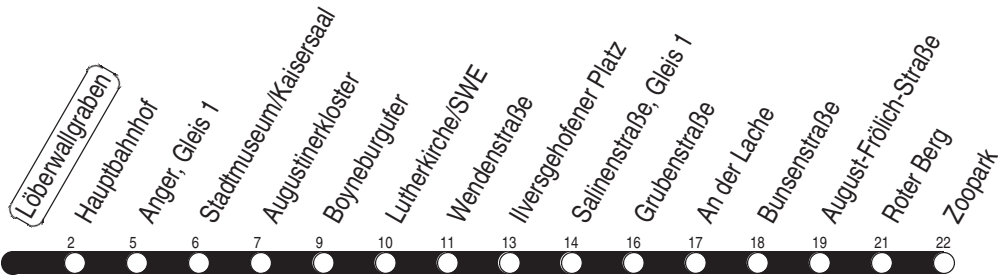 Löberwallgraben
Hauptbahnhof
Anger, Gleis 1
Stadtmuseum/Kaisersaal
Augustinerkloster
Boyneburgufer
Lutherkirche/SWE
Wendenstraße
Ilversgehofener Platz
Salinenstraße, Gleis 1
Grubenstraße
An der Lache
Bunsenstraße
August-Frölich-Straße
Roter Berg
Zoopark
2 5 6 7 9 10 11 13 14 16 17 18 19 21 22